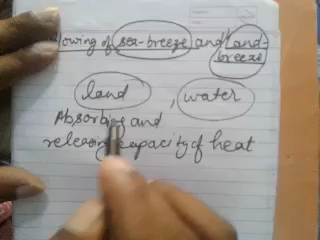 lowing of sea-breeze and land-
breeze
land, water
Absorbing and
releasing capacity of heat